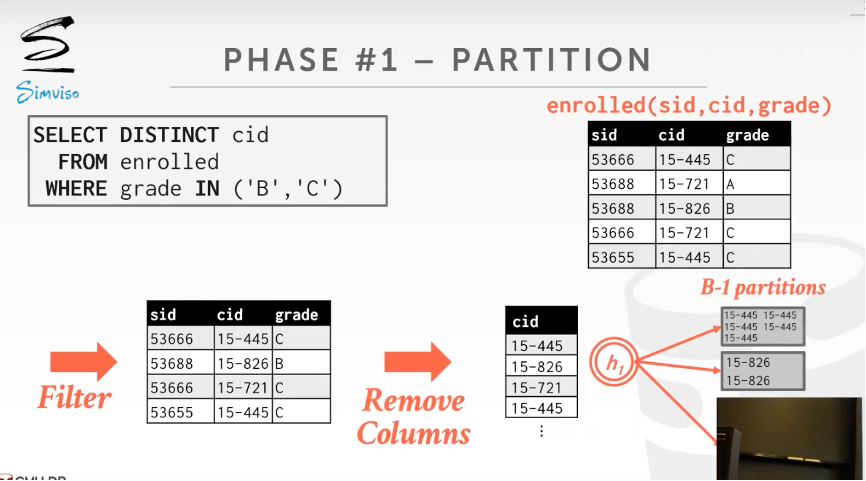 Simviso
PHASE #1 – PARTITION
enrolled(sid,cid,grade)
SELECT DISTINCT cid
FROM enrolled
WHERE grade IN ('B','C')
sid cid grade
53666 15-445 C
53688 15-721 A
53688 15-826 B
53666 15-721 C
53655 15-445 C
B-1 partitions
Filter
sid cid grade
53666 15-445 C
53688 15-826 B
53666 15-721 C
53655 15-445 C
Remove
Columns
cid
15-445
15-826
15-721
15-445
⋮
h1
15-445 15-445
15-445 15-445
15-445
15-826
15-826